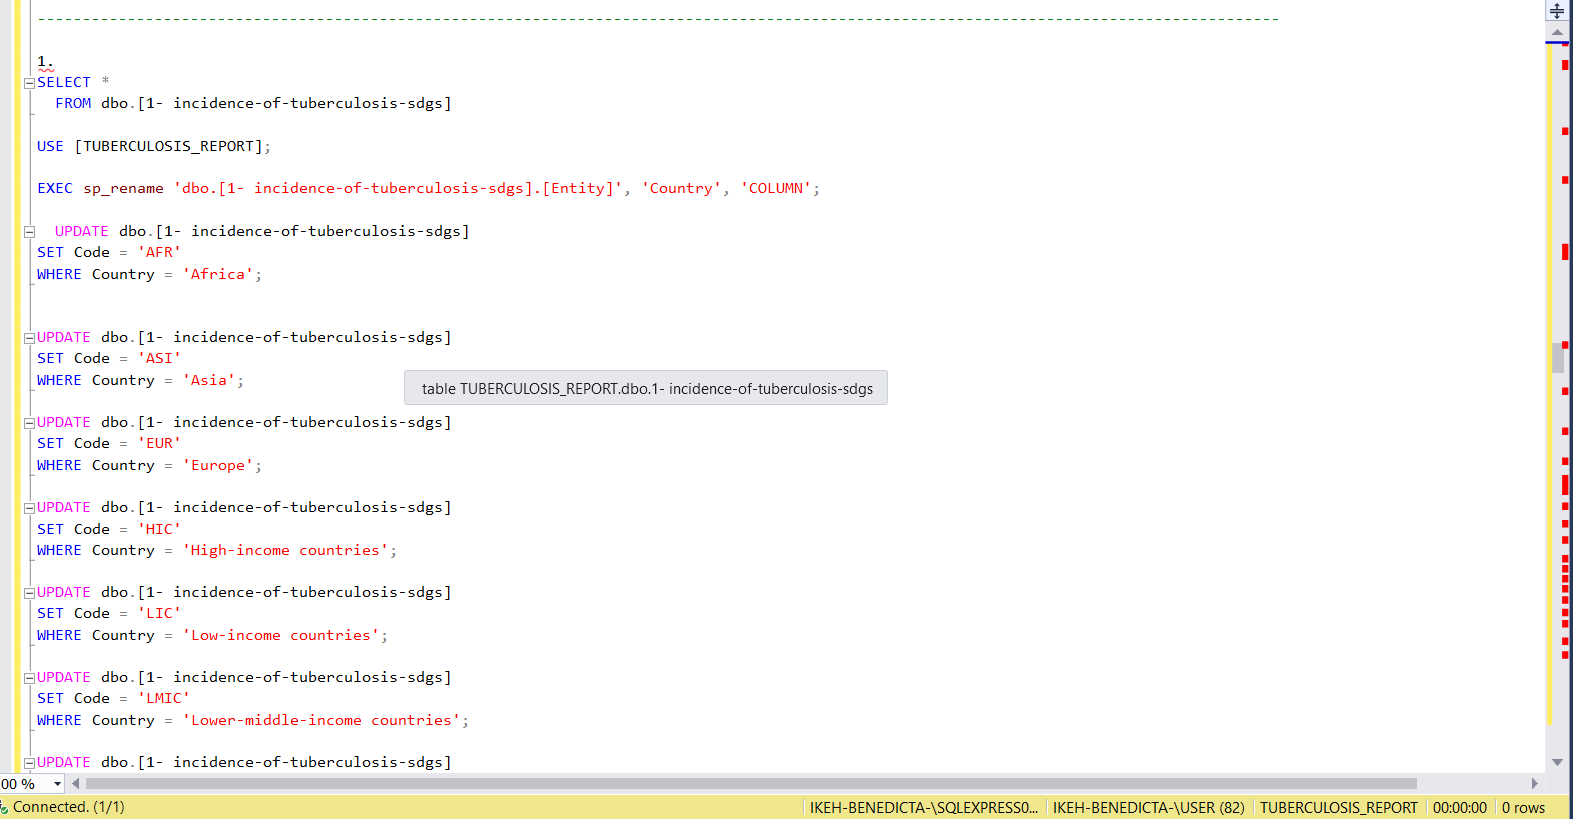 ---------------------------------------------------------------------------------------------------------------------------------------
1.
SELECT *
FROM dbo.[1- incidence-of-tuberculosis-sdgs]
USE [TUBERCULOSIS_REPORT];
EXEC sp_rename 'dbo.[1- incidence-of-tuberculosis-sdgs].[Entity]', 'Country', 'COLUMN';
UPDATE dbo.[1- incidence-of-tuberculosis-sdgs]
SET Code = 'AFR'
WHERE Country = 'Africa';
UPDATE dbo.[1- incidence-of-tuberculosis-sdgs]
SET Code = 'ASI'
WHERE Country = 'Asia';
table TUBERCULOSIS_REPORT.dbo.1- incidence-of-tuberculosis-sdgs
UPDATE dbo.[1- incidence-of-tuberculosis-sdgs]
SET Code = 'EUR'
WHERE Country = 'Europe';
UPDATE dbo.[1- incidence-of-tuberculosis-sdgs]
SET Code = 'HIC'
WHERE Country = 'High-income countries';
UPDATE dbo.[1- incidence-of-tuberculosis-sdgs]
SET Code = 'LIC'
WHERE Country = 'Low-income countries';
UPDATE dbo.[1- incidence-of-tuberculosis-sdgs]
SET Code = 'LMIC'
WHERE Country = 'Lower-middle-income countries';
UPDATE dbo.[1- incidence-of-tuberculosis-sdgs]
00 %
Connected. (1/1) IKEH-BENEDICTA-\SQLEXPRESS0... IKEH-BENEDICTA-\USER (82) TUBERCULOSIS_REPORT 00:00:00 0 rows